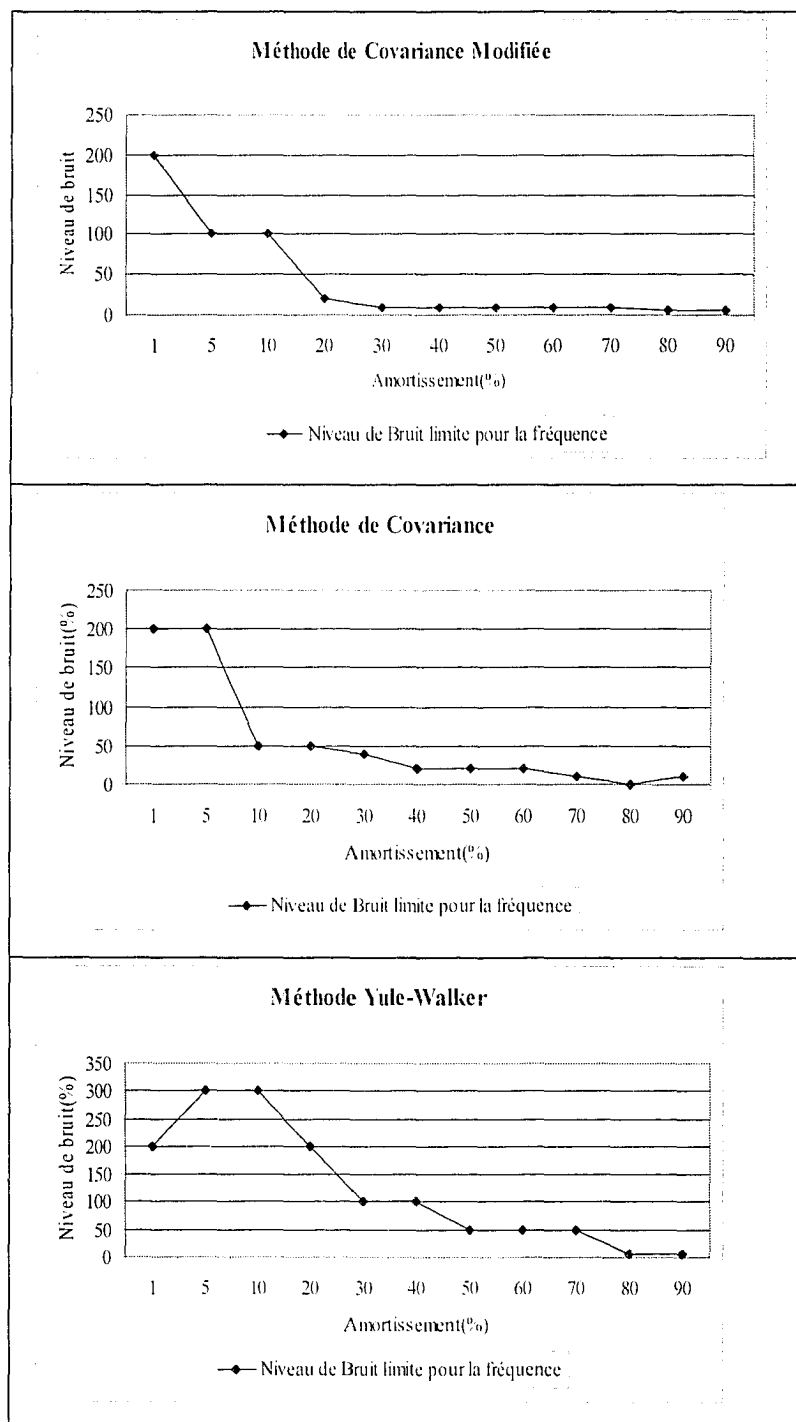 Méthode de Covariance Modifiée
250
200
150
100
50
0
Niveau de bruit
1 5 10 20 30 40 50 60 70 80 90
Amortissement(%)
Niveau de Bruit limite pour la fréquence
Méthode de Covariance
250
200
150
100
50
0
Niveau de bruit(%)
1 5 10 20 30 40 50 60 70 80 90
Amortissement(%)
Niveau de Bruit limite pour la fréquence
Méthode Yule-Walker
350
300
250
200
150
100
50
0
Niveau de bruit(%)
1 5 10 20 30 40 50 60 70 80 90
Amortissement(%)
Niveau de Bruit limite pour la fréquence